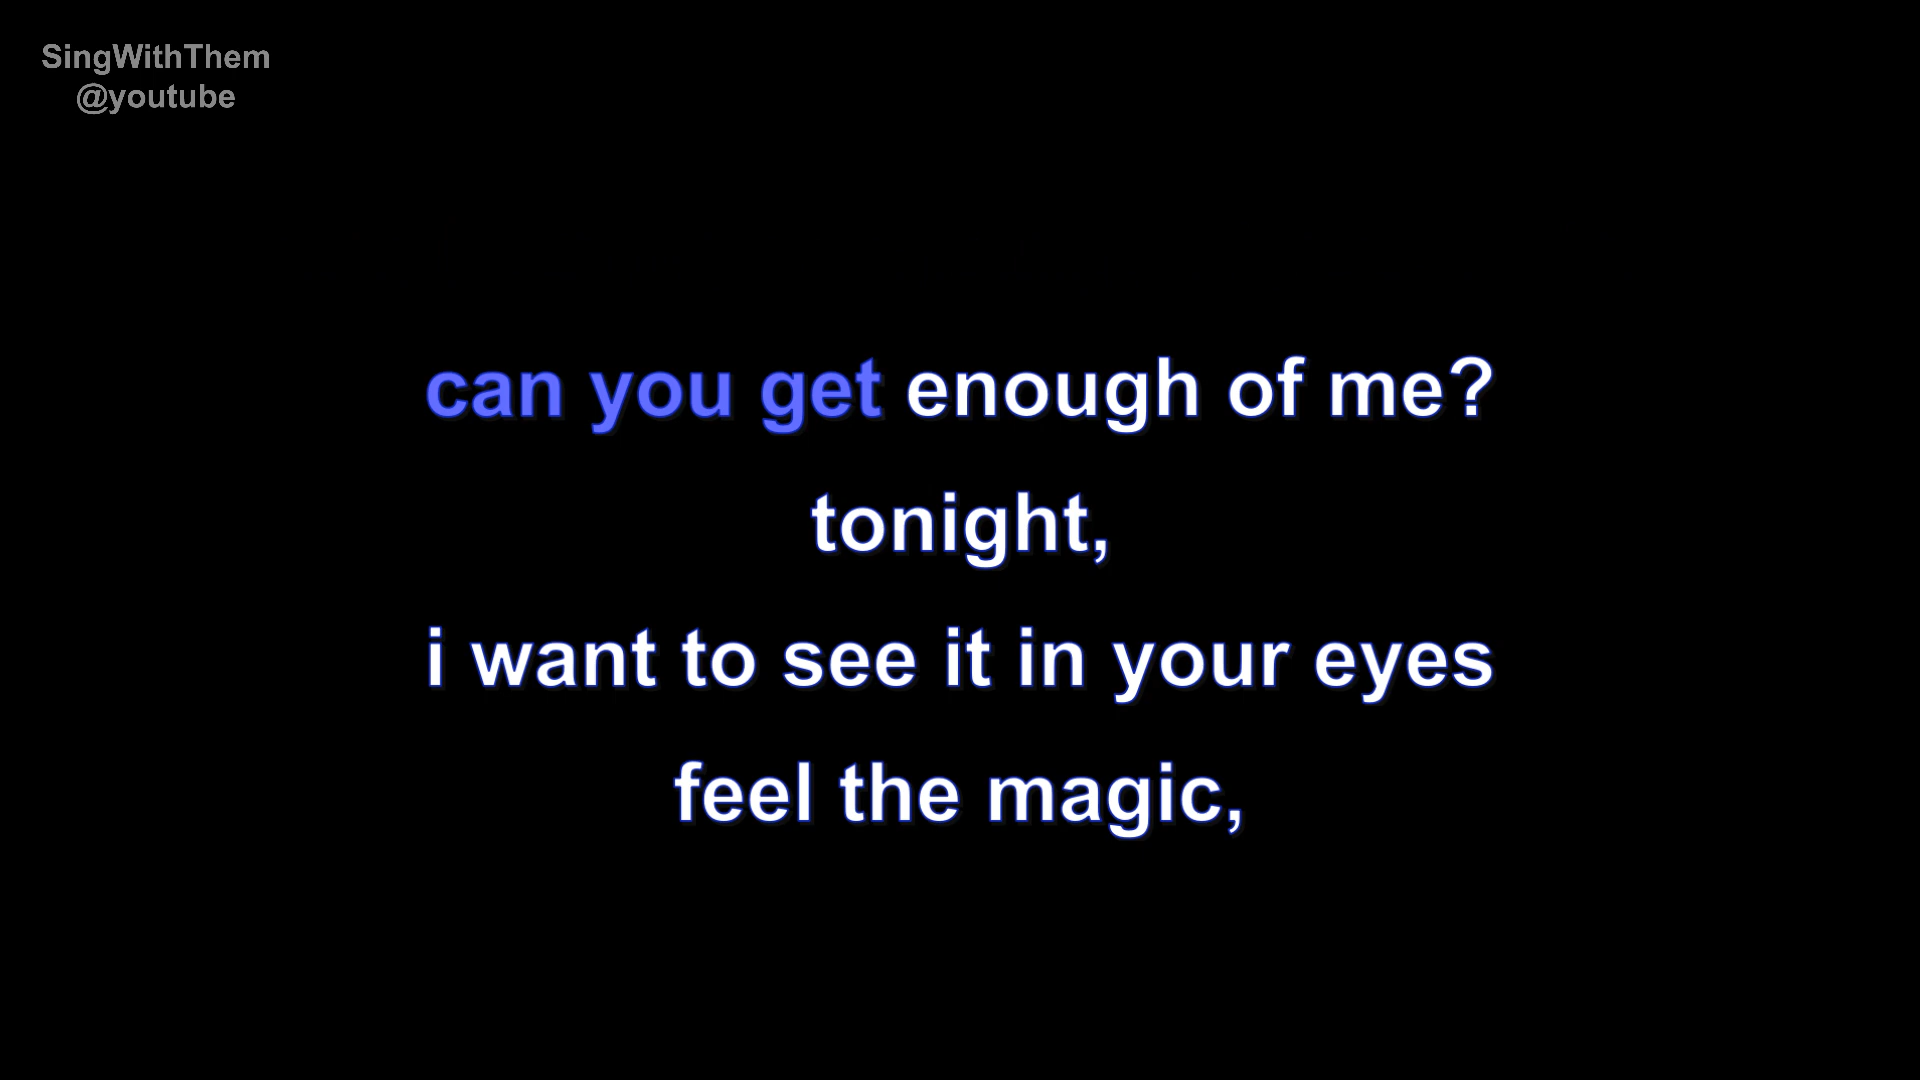 SingWithThem
@youtube
can you get enough of me?
tonight,
i want to see it in your eyes
feel the magic,